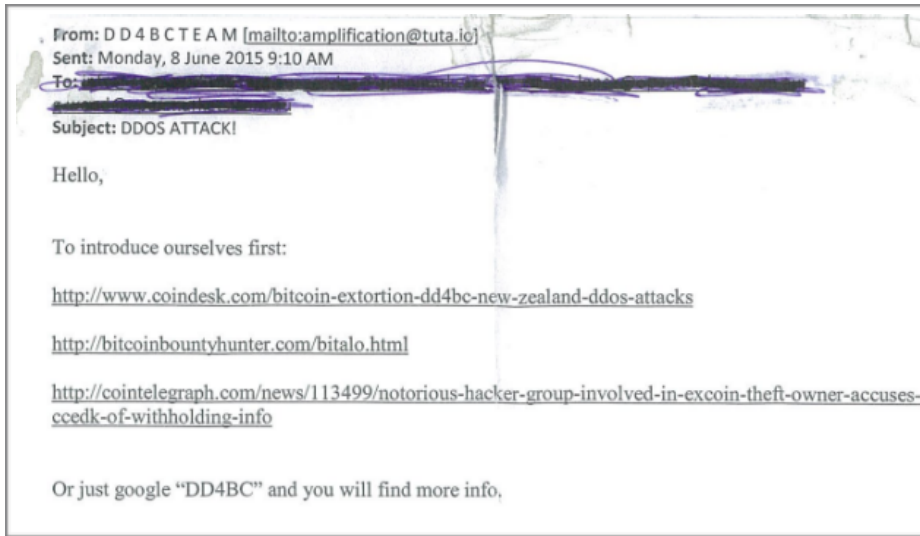 From: D D 4 B C T E A M [mailto:amplification@tuta.io]
Sent: Monday, 8 June 2015 9:10 AM
To:
Subject: DDOS ATTACK!
Hello,
To introduce ourselves first:
http://www.coindesk.com/bitcoin-extortion-dd4bc-new-zealand-ddos-attacks
http://bitcoinbountyhunter.com/bitalo.html
http://cointelegraph.com/news/113499/notorious-hacker-group-involved-in-excoin-theft-owner-accuses-
ccedk-of-withholding-info
Or just google “DD4BC” and you will find more info.